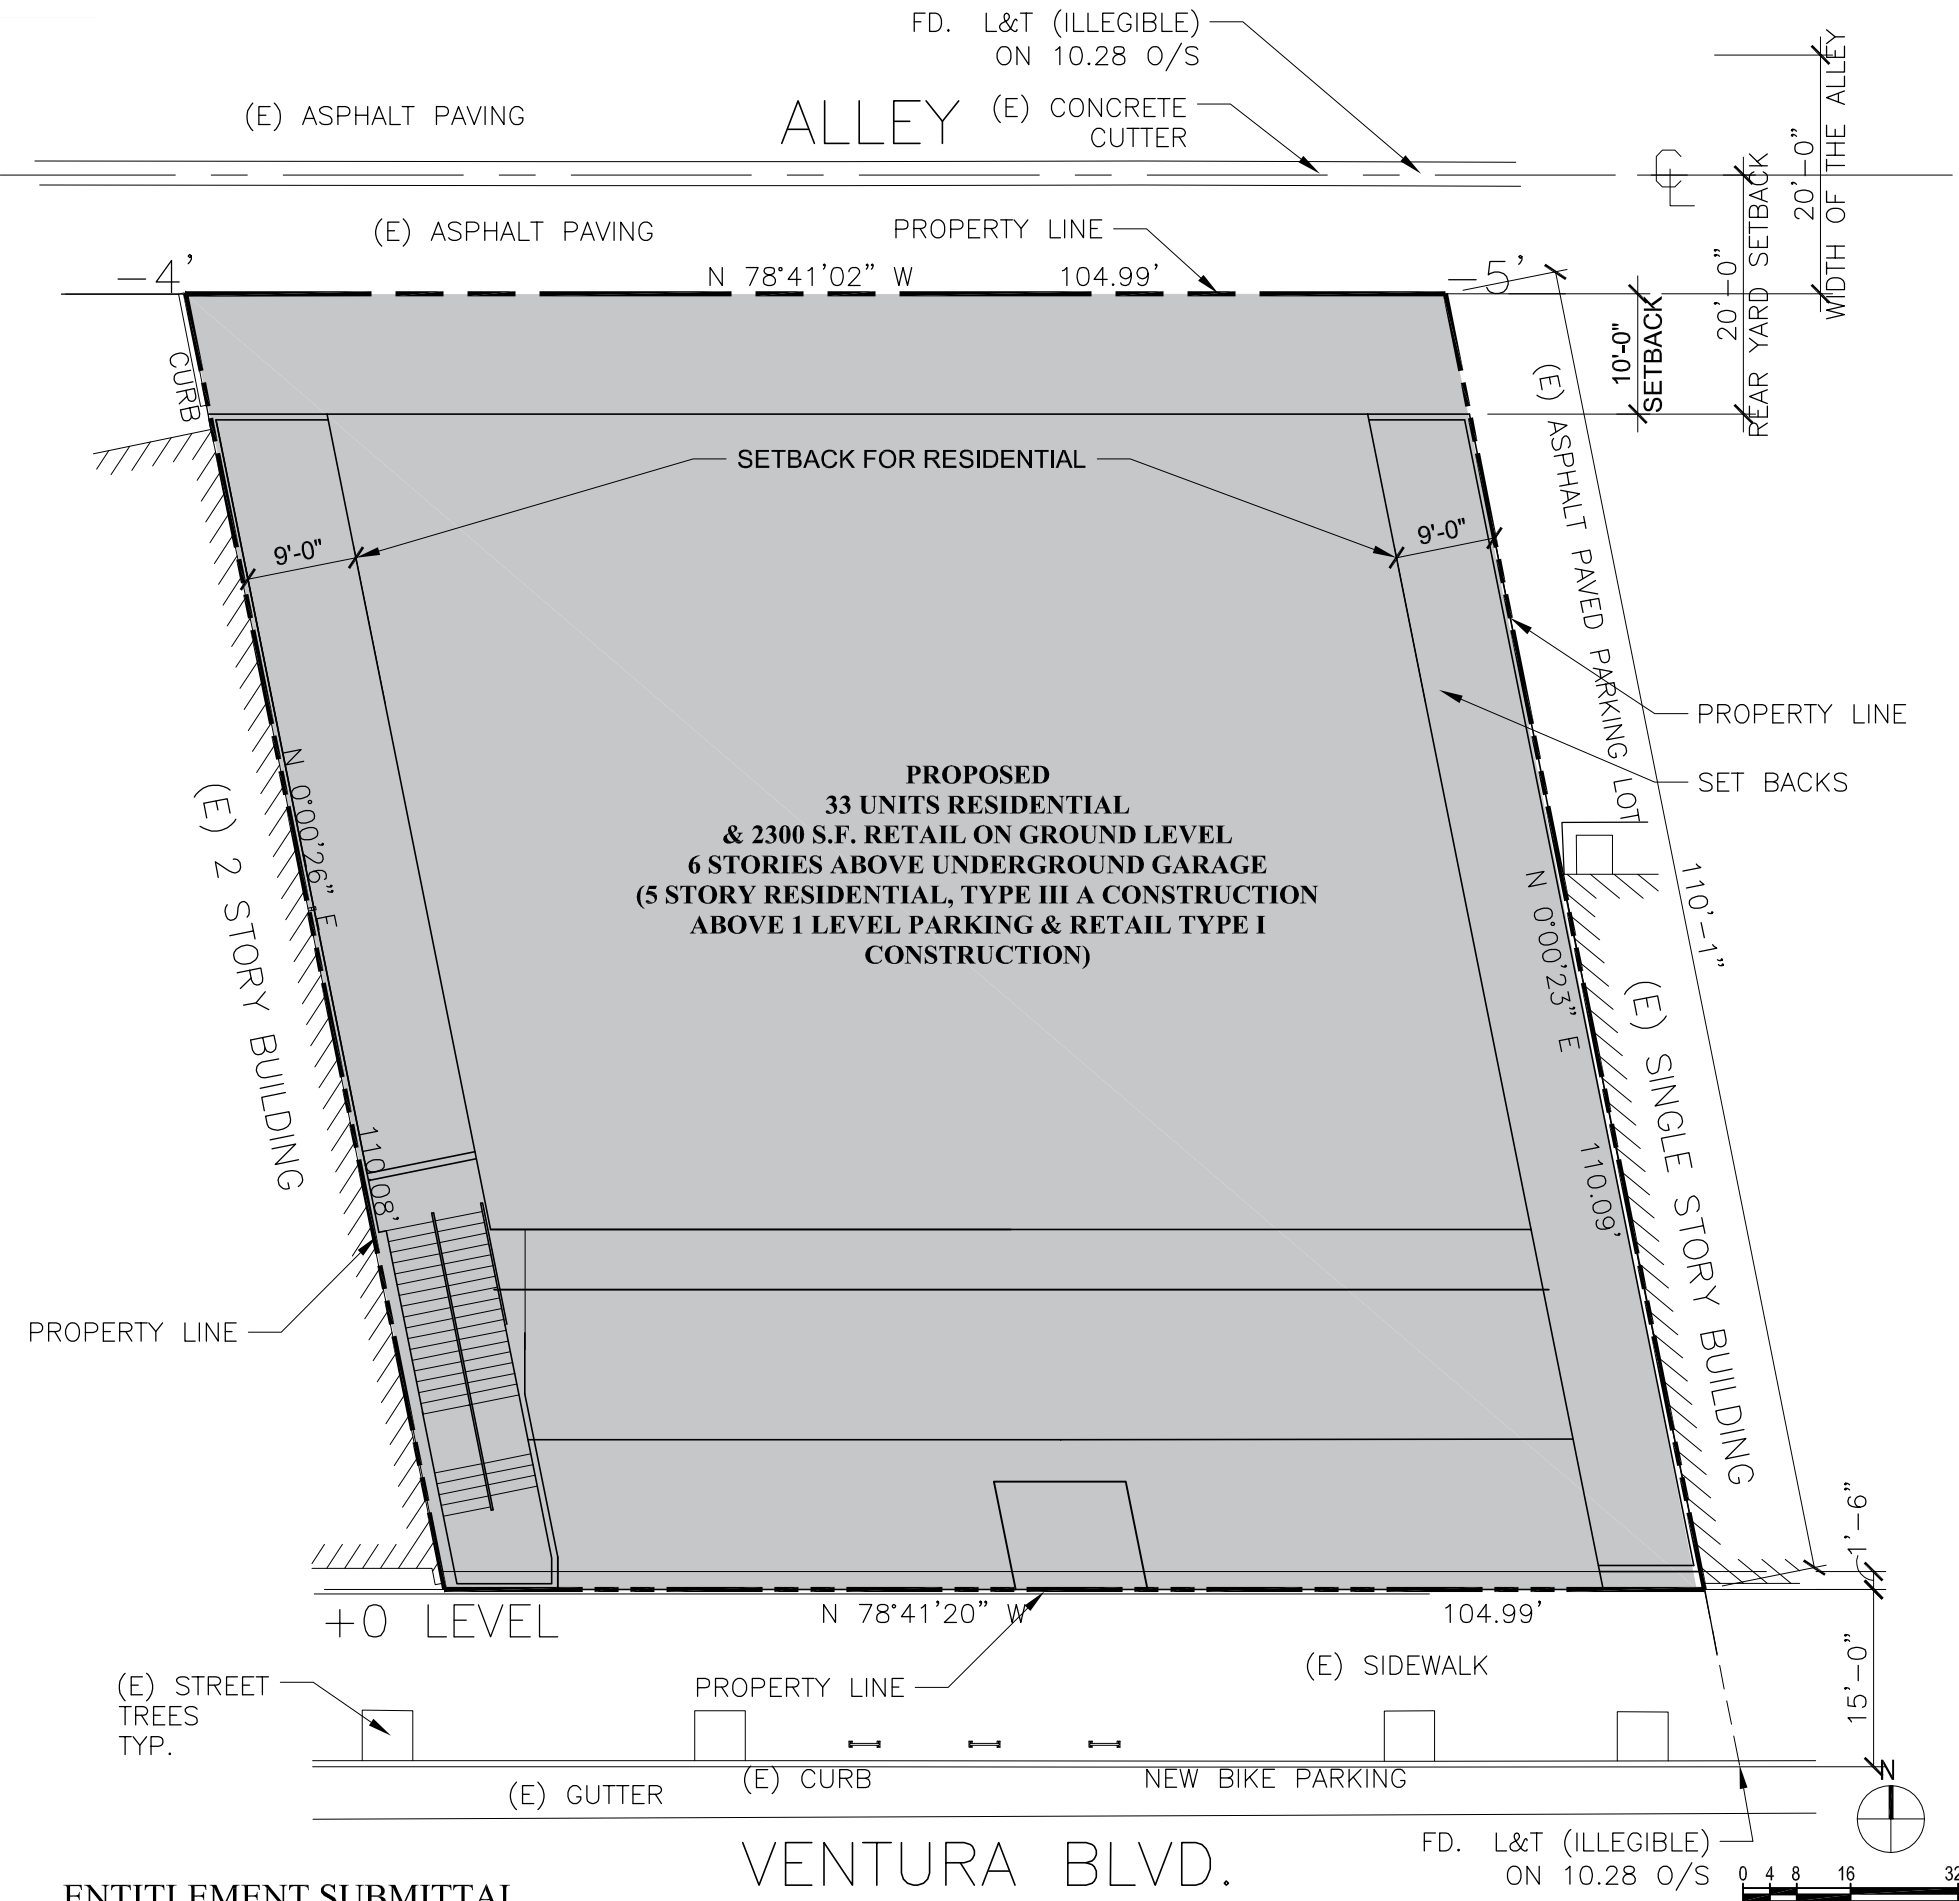 FD. L&T (ILLEGIBLE)
ON 10.28 O/S
(E) ASPHALT PAVING
ALLEY
(E) CONCRETE
CUTTER
20'-0"
WIDTH OF THE ALLEY
(E) ASPHALT PAVING
PROPERTY LINE
-4'
N 78°41'02" W 104.99'
-5'
10'-0"
SETBACK
20'-0"
REAR YARD SETBACK
CURB
SETBACK FOR RESIDENTIAL
9'-0"
9'-0"
(E) ASPHALT PAVED PARKING LOT
PROPERTY LINE
SET BACKS
N 0°00'26" E
110.08'
(E) 2 STORY BUILDING
PROPOSED
33 UNITS RESIDENTIAL
& 2300 S.F. RETAIL ON GROUND LEVEL
6 STORIES ABOVE UNDERGROUND GARAGE
(5 STORY RESIDENTIAL, TYPE III A CONSTRUCTION
ABOVE 1 LEVEL PARKING & RETAIL TYPE I
CONSTRUCTION)
N 0°00'23" E
110.09'
110'-1"
(E) SINGLE STORY BUILDING
PROPERTY LINE
1'-6"
+0 LEVEL
N 78°41'20" W
104.99'
15'-0"
(E) STREET
TREES
TYP.
PROPERTY LINE
(E) SIDEWALK
(E) GUTTER
(E) CURB
NEW BIKE PARKING
N
VENTURA BLVD.
FD. L&T (ILLEGIBLE)
ON 10.28 O/S
0 4 8 16 32
ENTITLEMENT SUBMITTAL